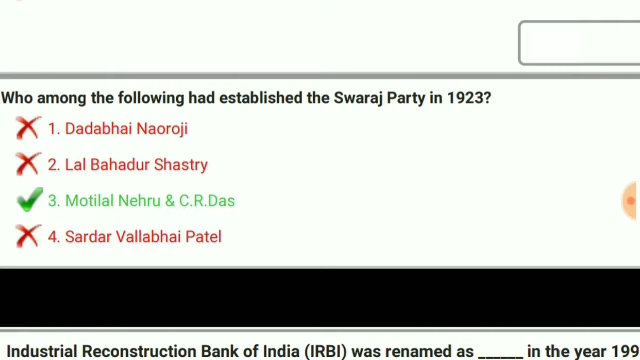 Who among the following had established the Swaraj Party in 1923?
1. Dadabhai Naoroji
2. Lal Bahadur Shastry
3. Motilal Nehru & C.R.Das
4. Sardar Vallabhai Patel
Industrial Reconstruction Bank of India (IRBI) was renamed as ______ in the year 199